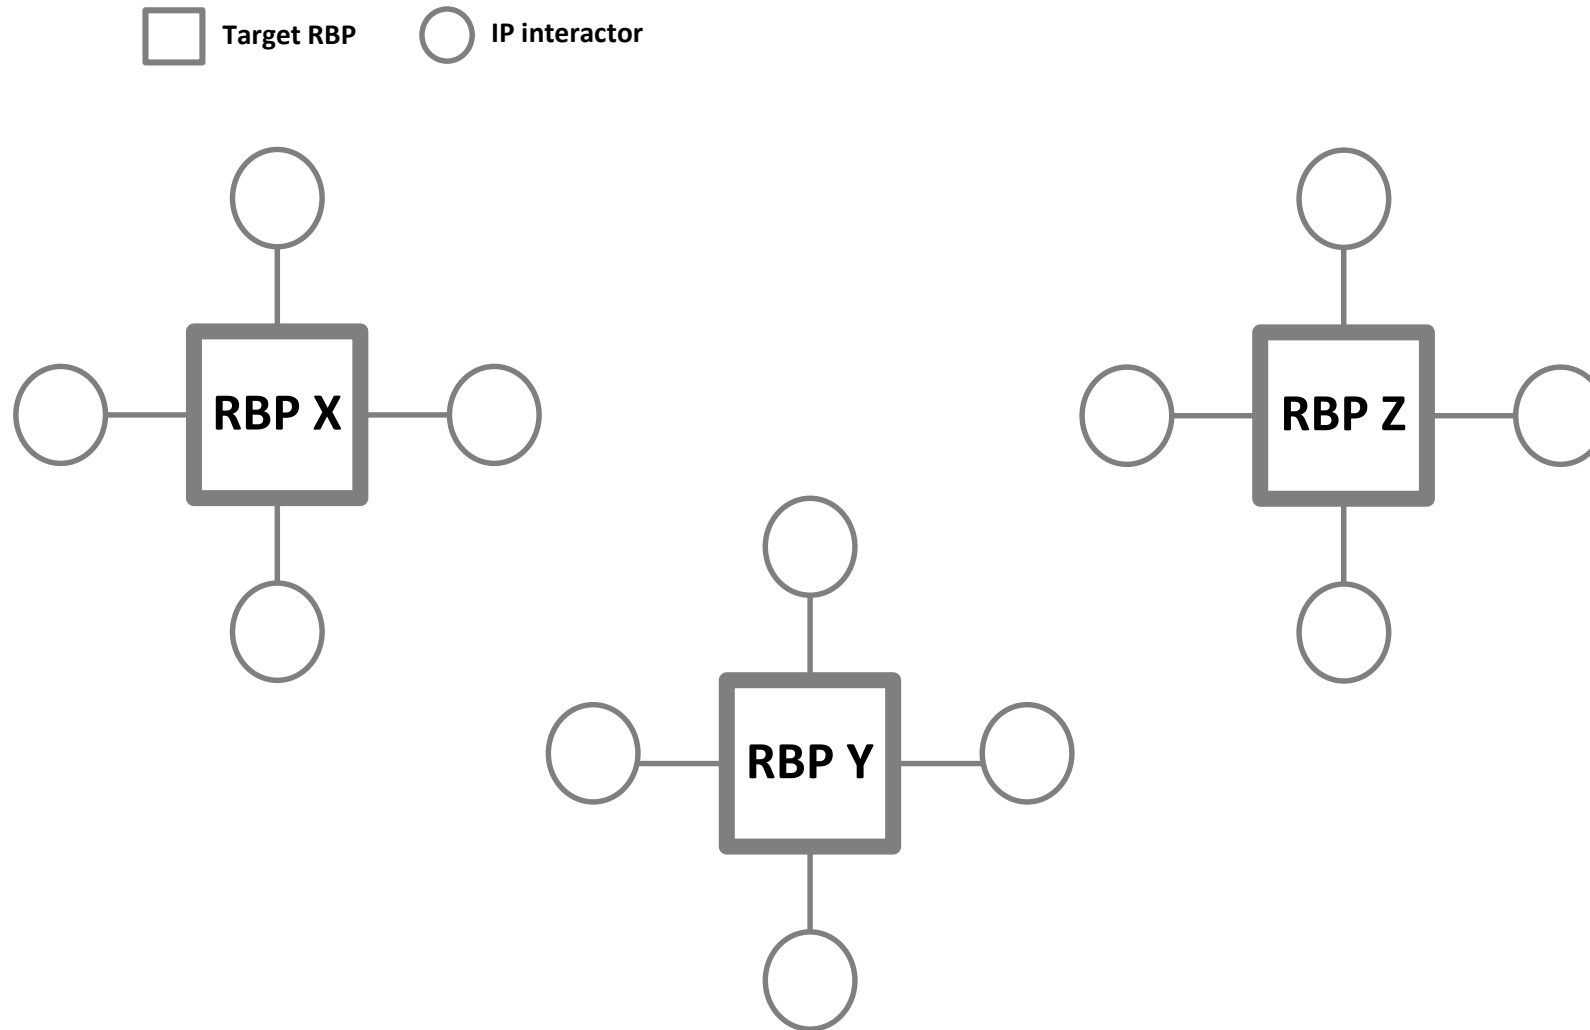 Target RBP
IP interactor
RBP X
RBP Z
RBP Y